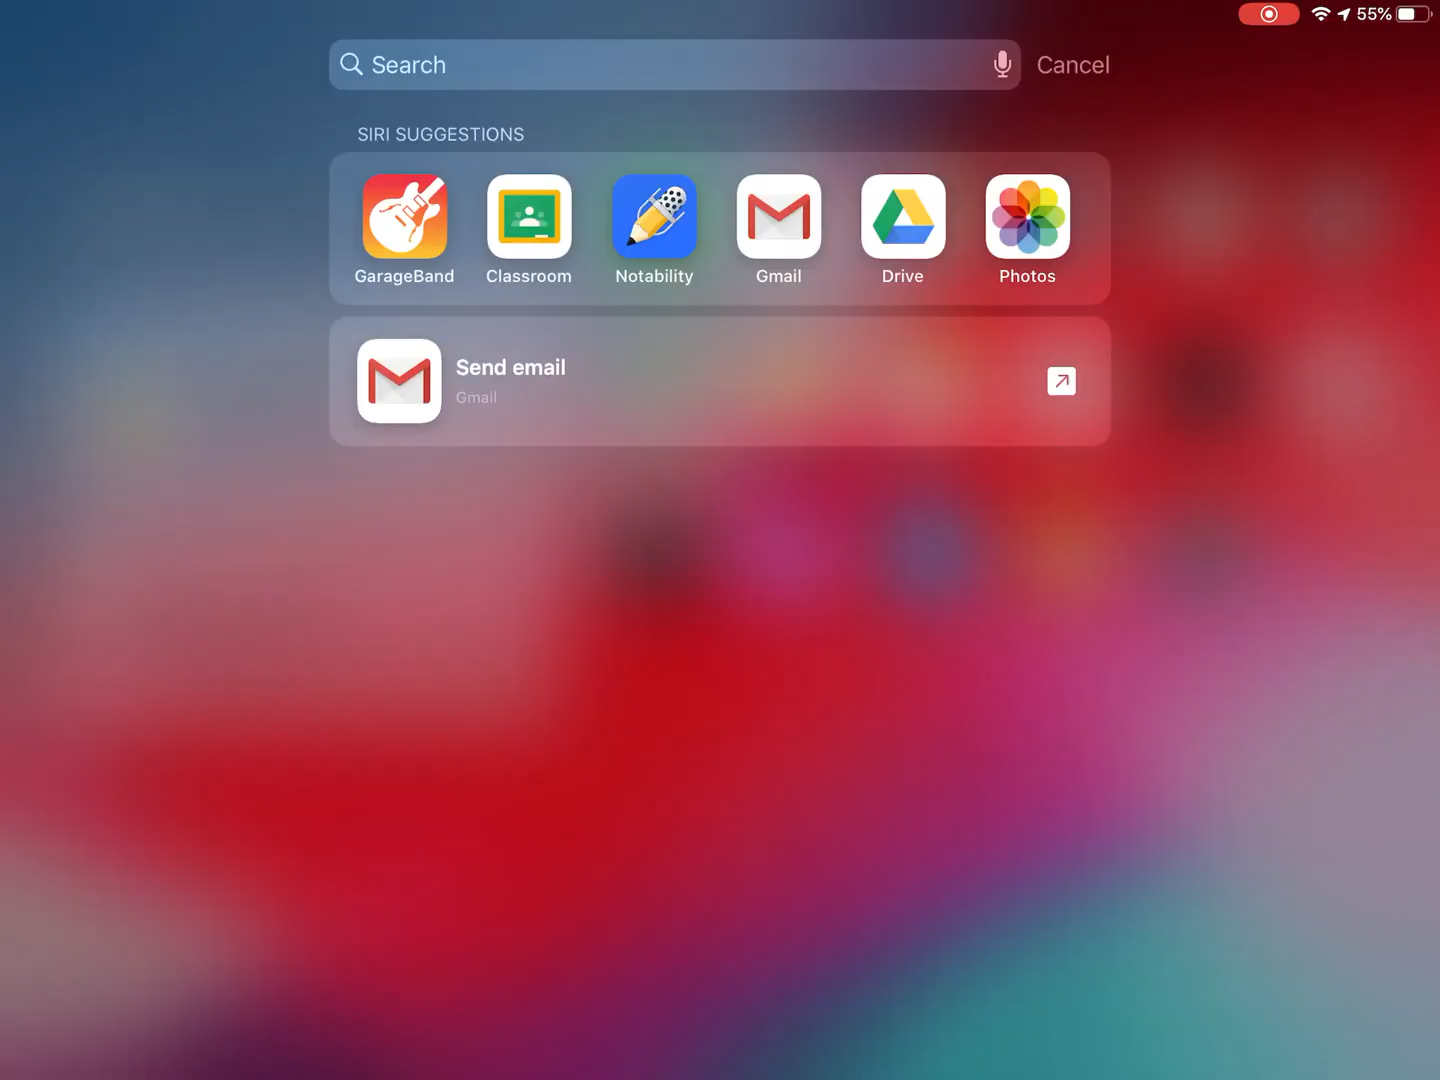 55%
Search
Cancel
SIRI SUGGESTIONS
GarageBand
Classroom
Notability
Gmail
Drive
Photos
Send email
Gmail